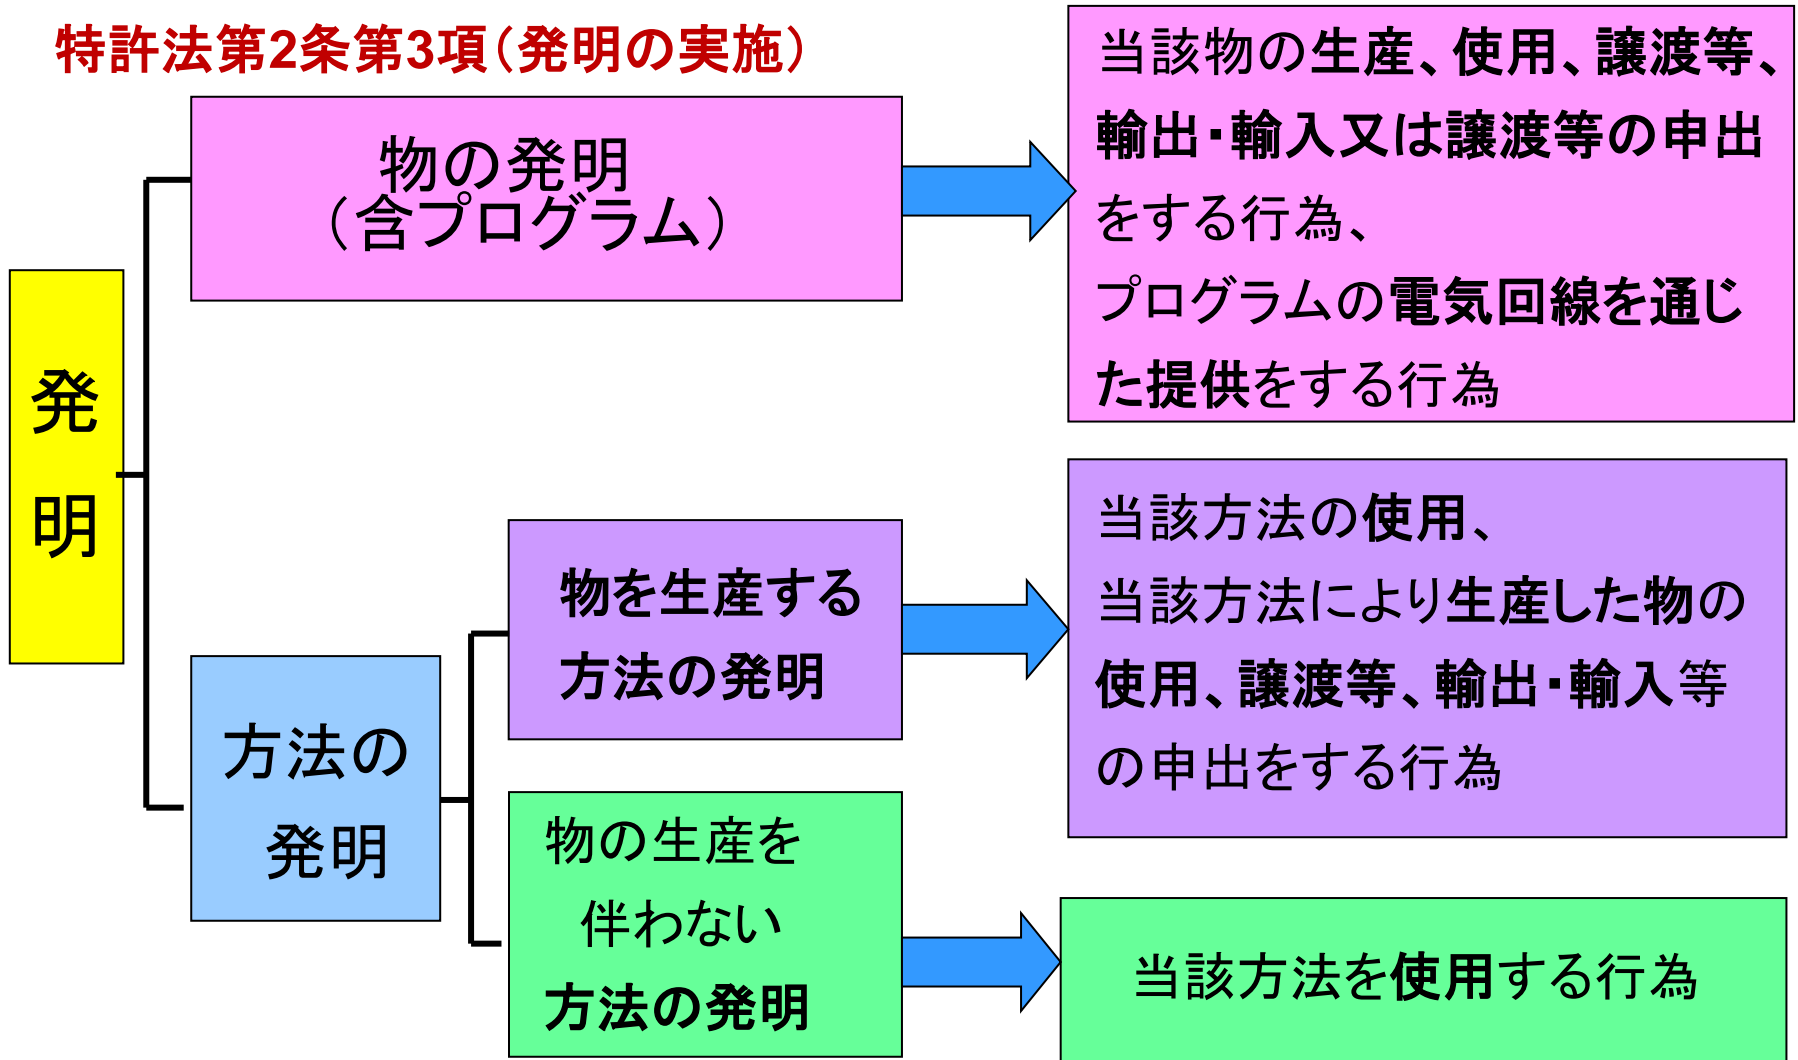 特許法第2条第3項（発明の実施）
発
明
物の発明
（含プログラム）
当該物の生産、使用、譲渡等、
輸出・輸入又は譲渡等の申出
をする行為、
プログラムの電気回線を通じ
た提供をする行為
方法の
発明
物を生産する
方法の発明
当該方法の使用、
当該方法により生産した物の
使用、譲渡等、輸出・輸入等
の申出をする行為
物の生産を
伴わない
方法の発明
当該方法を使用する行為